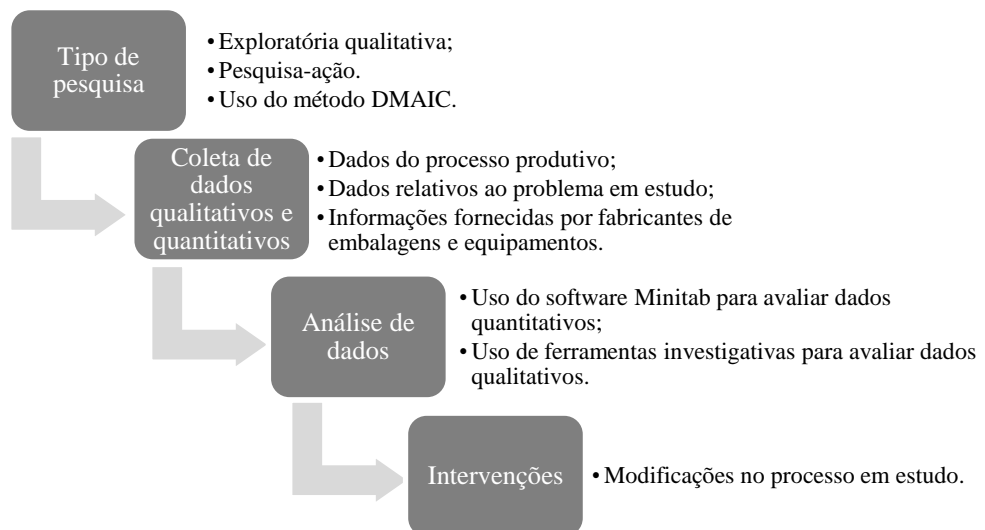 Tipo de
pesquisa
• Exploratória qualitativa;
• Pesquisa-ação.
• Uso do método DMAIC.
Coleta de
dados
qualitativos e
quantitativos
• Dados do processo produtivo;
• Dados relativos ao problema em estudo;
• Informações fornecidas por fabricantes de
embalagens e equipamentos.
Análise de
dados
• Uso do software Minitab para avaliar dados
quantitativos;
• Uso de ferramentas investigativas para avaliar dados
qualitativos.
Intervenções
• Modificações no processo em estudo.